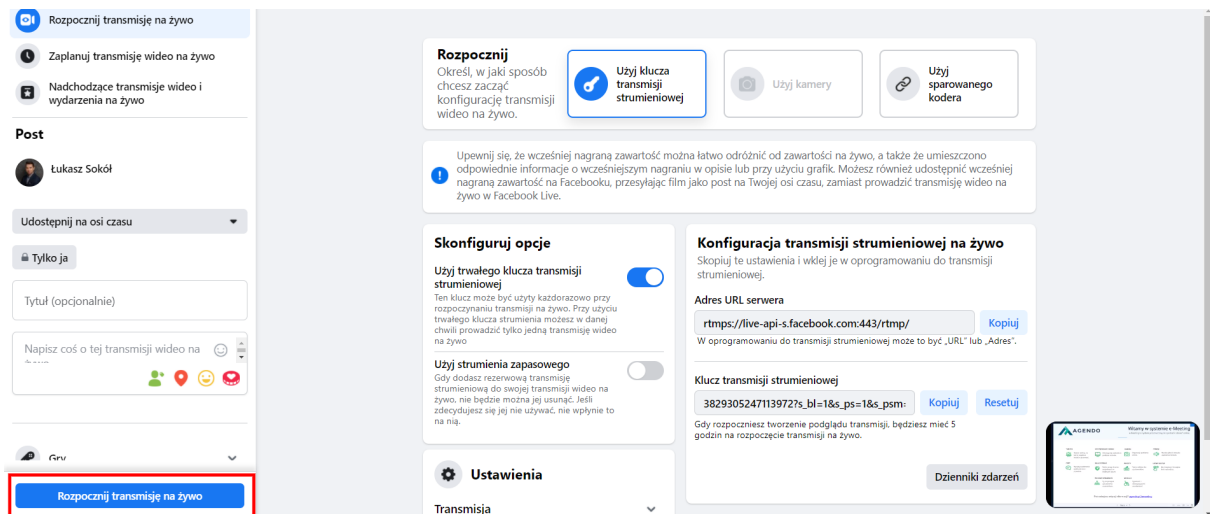 Rozpocznij transmisję na żywo
Zaplanuj transmisję wideo na żywo
Nadchodzące transmisje wideo i
wydarzenia na żywo
Post
Łukasz Sokół
Udostępnij na osi czasu
Tylko ja
Tytuł (opcjonalnie)
Napisz coś o tej transmisji wideo na
Gry
Rozpocznij transmisję na żywo
Rozpocznij
Określ, w jaki sposób
chcesz zacząć
konfigurację transmisji
wideo na żywo.
Użyj klucza
transmisji
strumieniowej
Użyj kamery
Użyj
sparowanego
kodera
Upewnij się, że wcześniej nagraną zawartość można łatwo odróżnić od zawartości na żywo, a także że umieszczono
odpowiednie informacje o wcześniejszym nagraniu w opisie lub przy użyciu grafik. Możesz również udostępnić wcześniej
nagraną zawartość na Facebooku, przesyłając film jako post na Twojej osi czasu, zamiast prowadzić transmisję wideo na
żywo w Facebook Live.
Skonfiguruj opcje
Użyj trwałego klucza transmisji
strumieniowej
Ten klucz może być użyty każdorazowo przy
rozpoczynaniu transmisji na żywo. Przy użyciu
trwałego klucza strumienia możesz w danej
chwili prowadzić tylko jedną transmisję wideo
na żywo
Użyj strumienia zapasowego
Gdy dodasz rezerwową transmisję
strumieniową do swojej transmisji wideo na
żywo, nie będzie można jej usunąć. Jeśli
zdecydujesz się jej nie używać, nie wpłynie to
na nią.
Ustawienia
Transmisja
Konfiguracja transmisji strumieniowej na żywo
Skopiuj te ustawienia i wklej je w oprogramowaniu do transmisji
strumieniowej.
Adres URL serwera
rtmps://live-api-s.facebook.com:443/rtmp/
Kopiuj
W oprogramowaniu do transmisji strumieniowej może to być „URL" lub „Adres".
Klucz transmisji strumieniowej
3829305247113972?s_bl=1&s_ps=1&s_psm:
Kopiuj
Resetuj
Gdy rozpoczniesz tworzenie podglądu transmisji, będziesz mieć 5
godzin na rozpoczęcie transmisji na żywo.
Dzienniki zdarzeń
AGENDO
Witamy w systemie e-Meeting